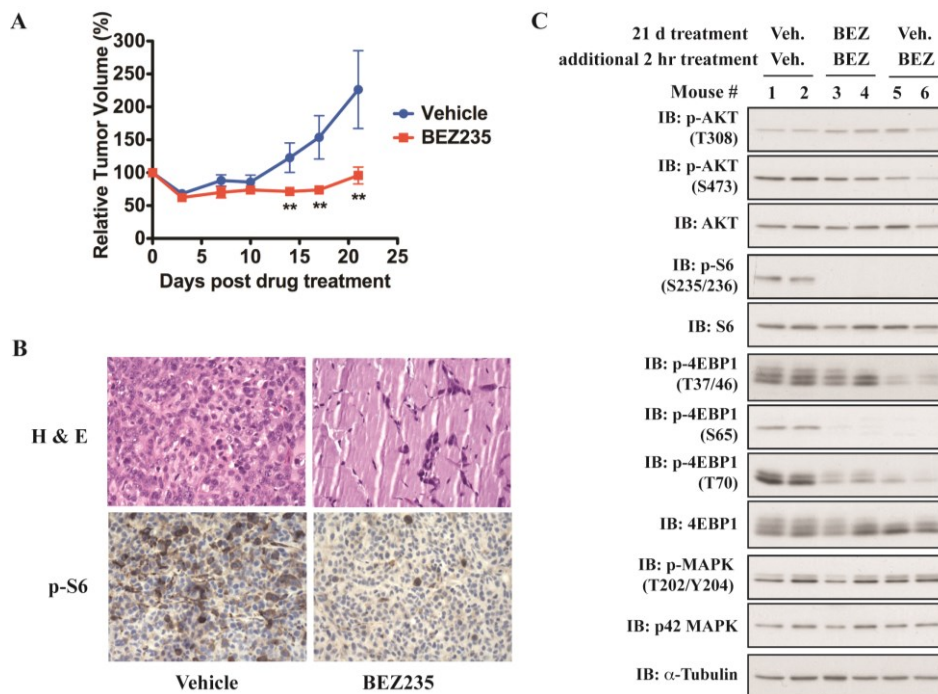 A
Relative Tumor Volume (%)
300
250
200
150
100
50
0
0 5 10 15 20 25
Days post drug treatment
Vehicle
BEZ235
** ** **
B
H & E
p-S6
Vehicle BEZ235
C
21 d treatment Veh. BEZ Veh.
additional 2 hr treatment Veh. BEZ BEZ
Mouse # 1 2 3 4 5 6
IB: p-AKT
(T308)
IB: p-AKT
(S473)
IB: AKT
IB: p-S6
(S235/236)
IB: S6
IB: p-4EBP1
(T37/46)
IB: p-4EBP1
(S65)
IB: p-4EBP1
(T70)
IB: 4EBP1
IB: p-MAPK
(T202/Y204)
IB: p42 MAPK
IB: α-Tubulin